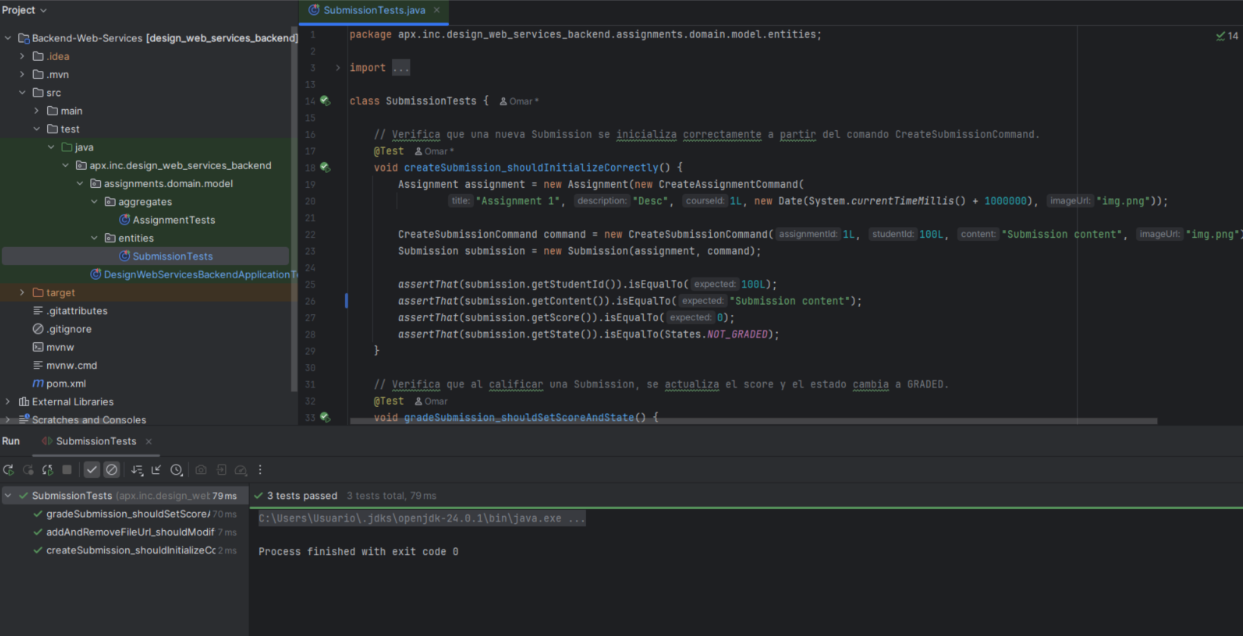 Project
SubmissionTests.java
Backend-Web-Services [design_web_services_backend]
.idea
.mvn
src
main
test
java
apx.inc.design_web_services_backend
assignments.domain.model
aggregates
AssignmentTests
entities
SubmissionTests
DesignWebServicesBackendApplicationT
target
.gitattributes
.gitignore
mvnw
mvnw.cmd
pom.xml
External Libraries
Scratches and Consoles
14
1 package apx.inc.design_web_services_backend.assignments.domain.model.entities;
2
3 import ...
13
14 class SubmissionTests { Omar *
15
16 // Verifica que una nueva Submission se inicializa correctamente a partir del comando CreateSubmissionCommand.
17 @Test Omar *
18 void createSubmission_shouldInitializeCorrectly() {
19 Assignment assignment = new Assignment(new CreateAssignmentCommand(
20 title: "Assignment 1", description: "Desc", courseId: 1L, new Date(System.currentTimeMillis() + 1000000), imageUrl: "img.png"));
21
22 CreateSubmissionCommand command = new CreateSubmissionCommand( assignmentId: 1L, studentId: 100L, content: "Submission content", imageUrl: "img.png")
23 Submission submission = new Submission(assignment, command);
24
25 assertThat(submission.getStudentId()).isEqualTo( expected: 100L);
26 assertThat(submission.getContent()).isEqualTo( expected: "Submission content");
27 assertThat(submission.getScore()).isEqualTo( expected: 0);
28 assertThat(submission.getState()).isEqualTo(States.NOT_GRADED);
29 }
30
31 // Verifica que al calificar una Submission, se actualiza el score y el estado cambia a GRADED.
32 @Test Omar
33 void gradeSubmission_shouldSetScoreAndState() {
Run
SubmissionTests
SubmissionTests (apx.inc.design_wet 79 ms
gradeSubmission_shouldSetScore/ 70 ms
addAndRemoveFileUrl_shouldModif 7 ms
createSubmission_shouldInitializeCc 2 ms
3 tests passed 3 tests total, 79 ms
C:\Users\Usuario\.jdks\openjdk-24.0.1\bin\java.exe ...
Process finished with exit code 0